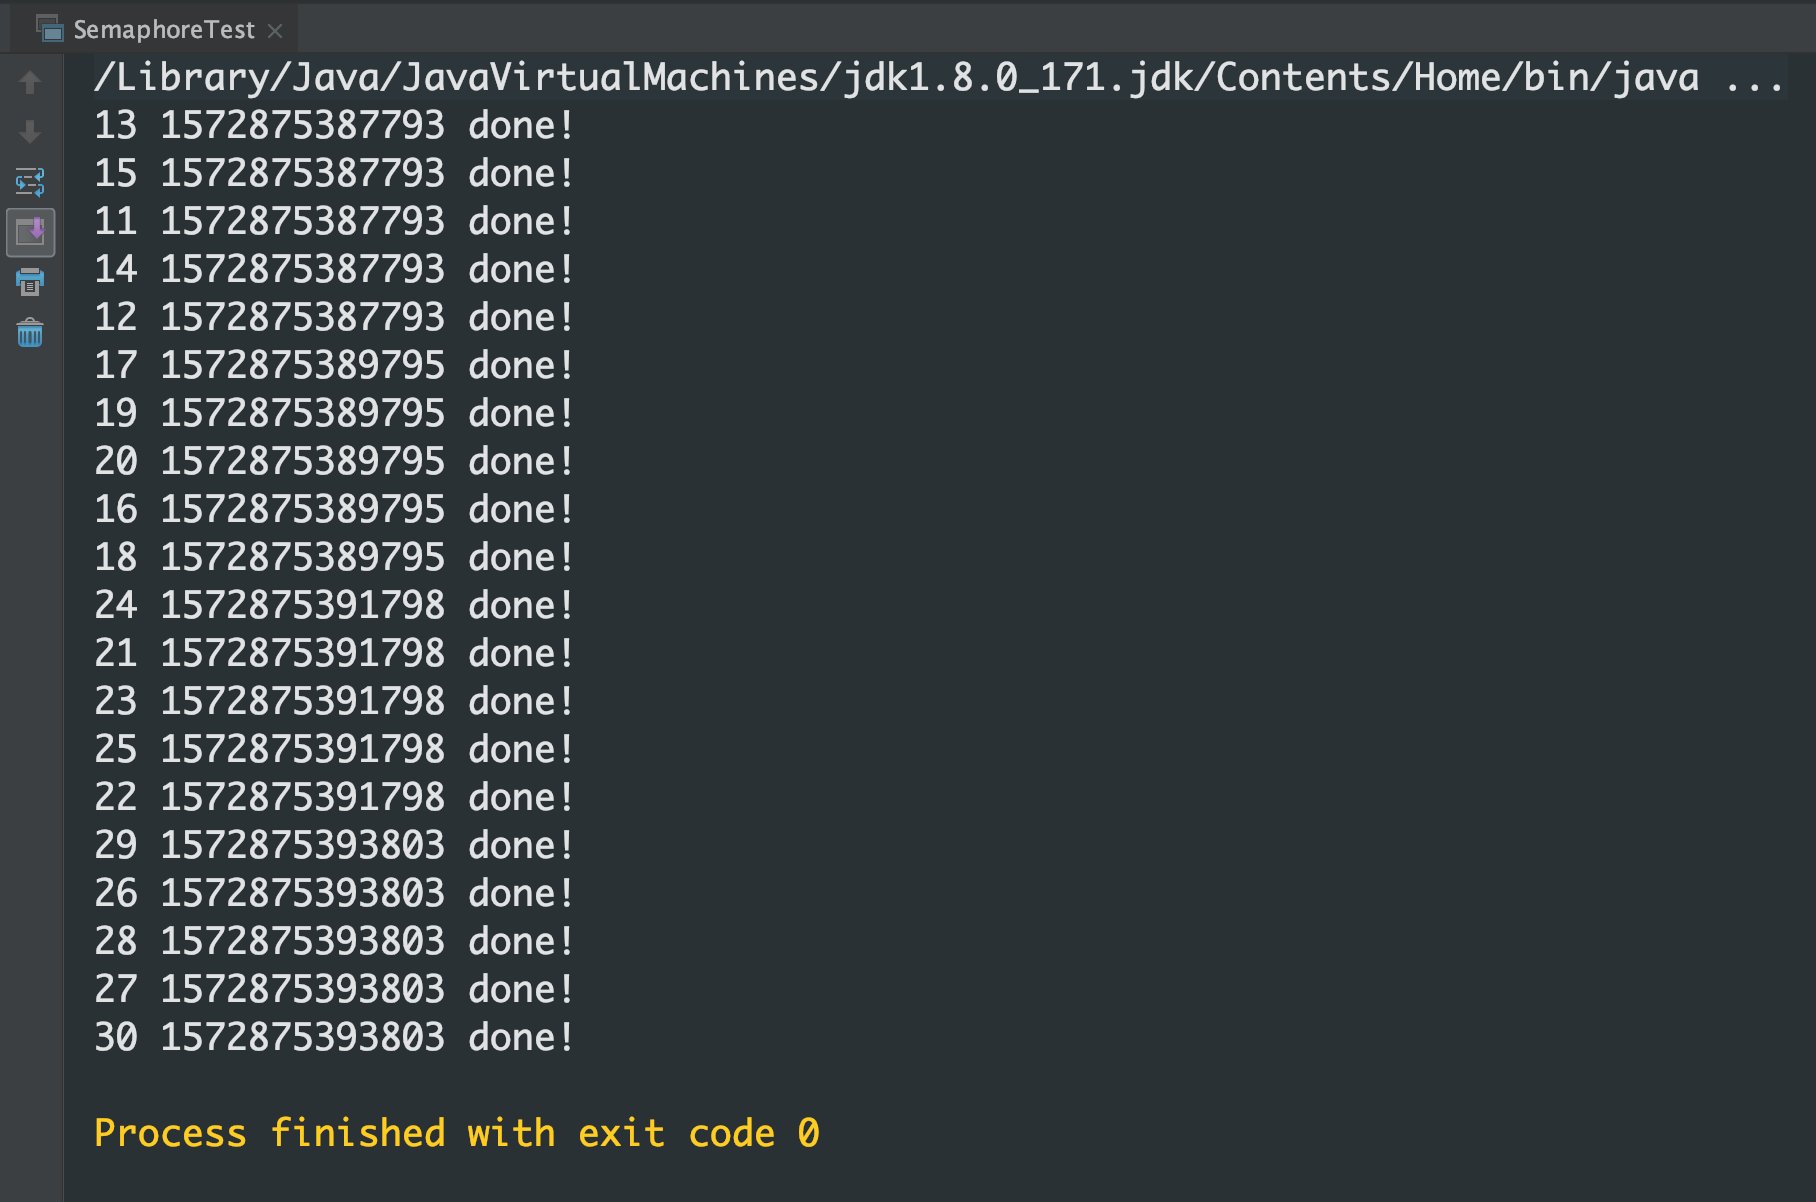 SemaphoreTest
/Library/Java/JavaVirtualMachines/jdk1.8.0_171.jdk/Contents/Home/bin/java ...
13 1572875387793 done!
15 1572875387793 done!
11 1572875387793 done!
14 1572875387793 done!
12 1572875387793 done!
17 1572875389795 done!
19 1572875389795 done!
20 1572875389795 done!
16 1572875389795 done!
18 1572875389795 done!
24 1572875391798 done!
21 1572875391798 done!
23 1572875391798 done!
25 1572875391798 done!
22 1572875391798 done!
29 1572875393803 done!
26 1572875393803 done!
28 1572875393803 done!
27 1572875393803 done!
30 1572875393803 done!
Process finished with exit code 0